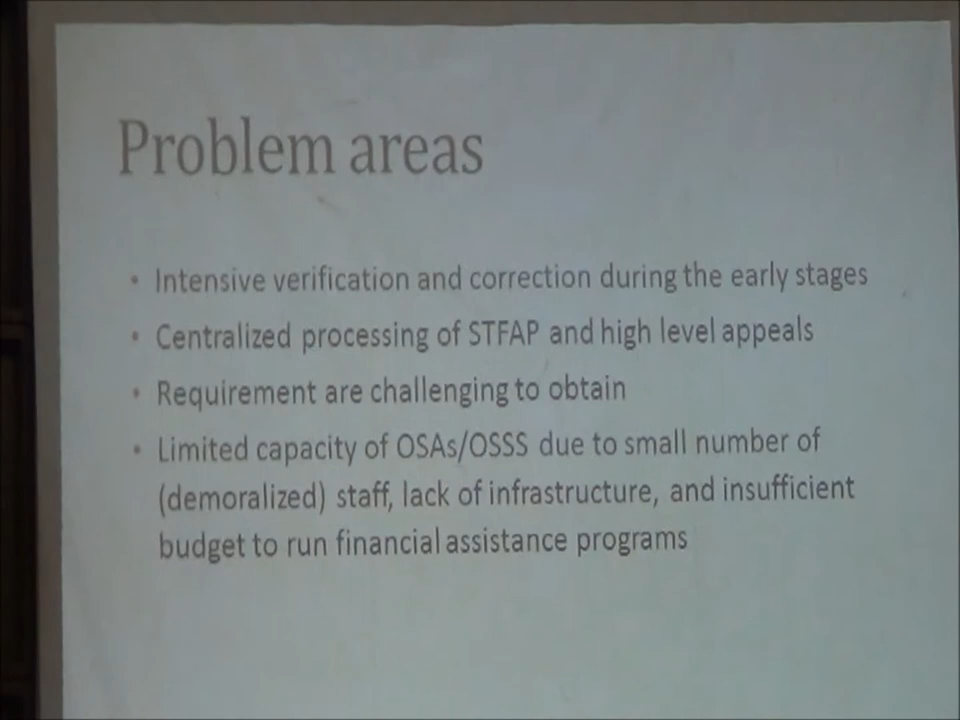 Problem areas
• Intensive verification and correction during the early stages
• Centralized processing of STFAP and high level appeals
• Requirement are challenging to obtain
• Limited capacity of OSAs/OSSS due to small number of
(demoralized) staff, lack of infrastructure, and insufficient
budget to run financial assistance programs